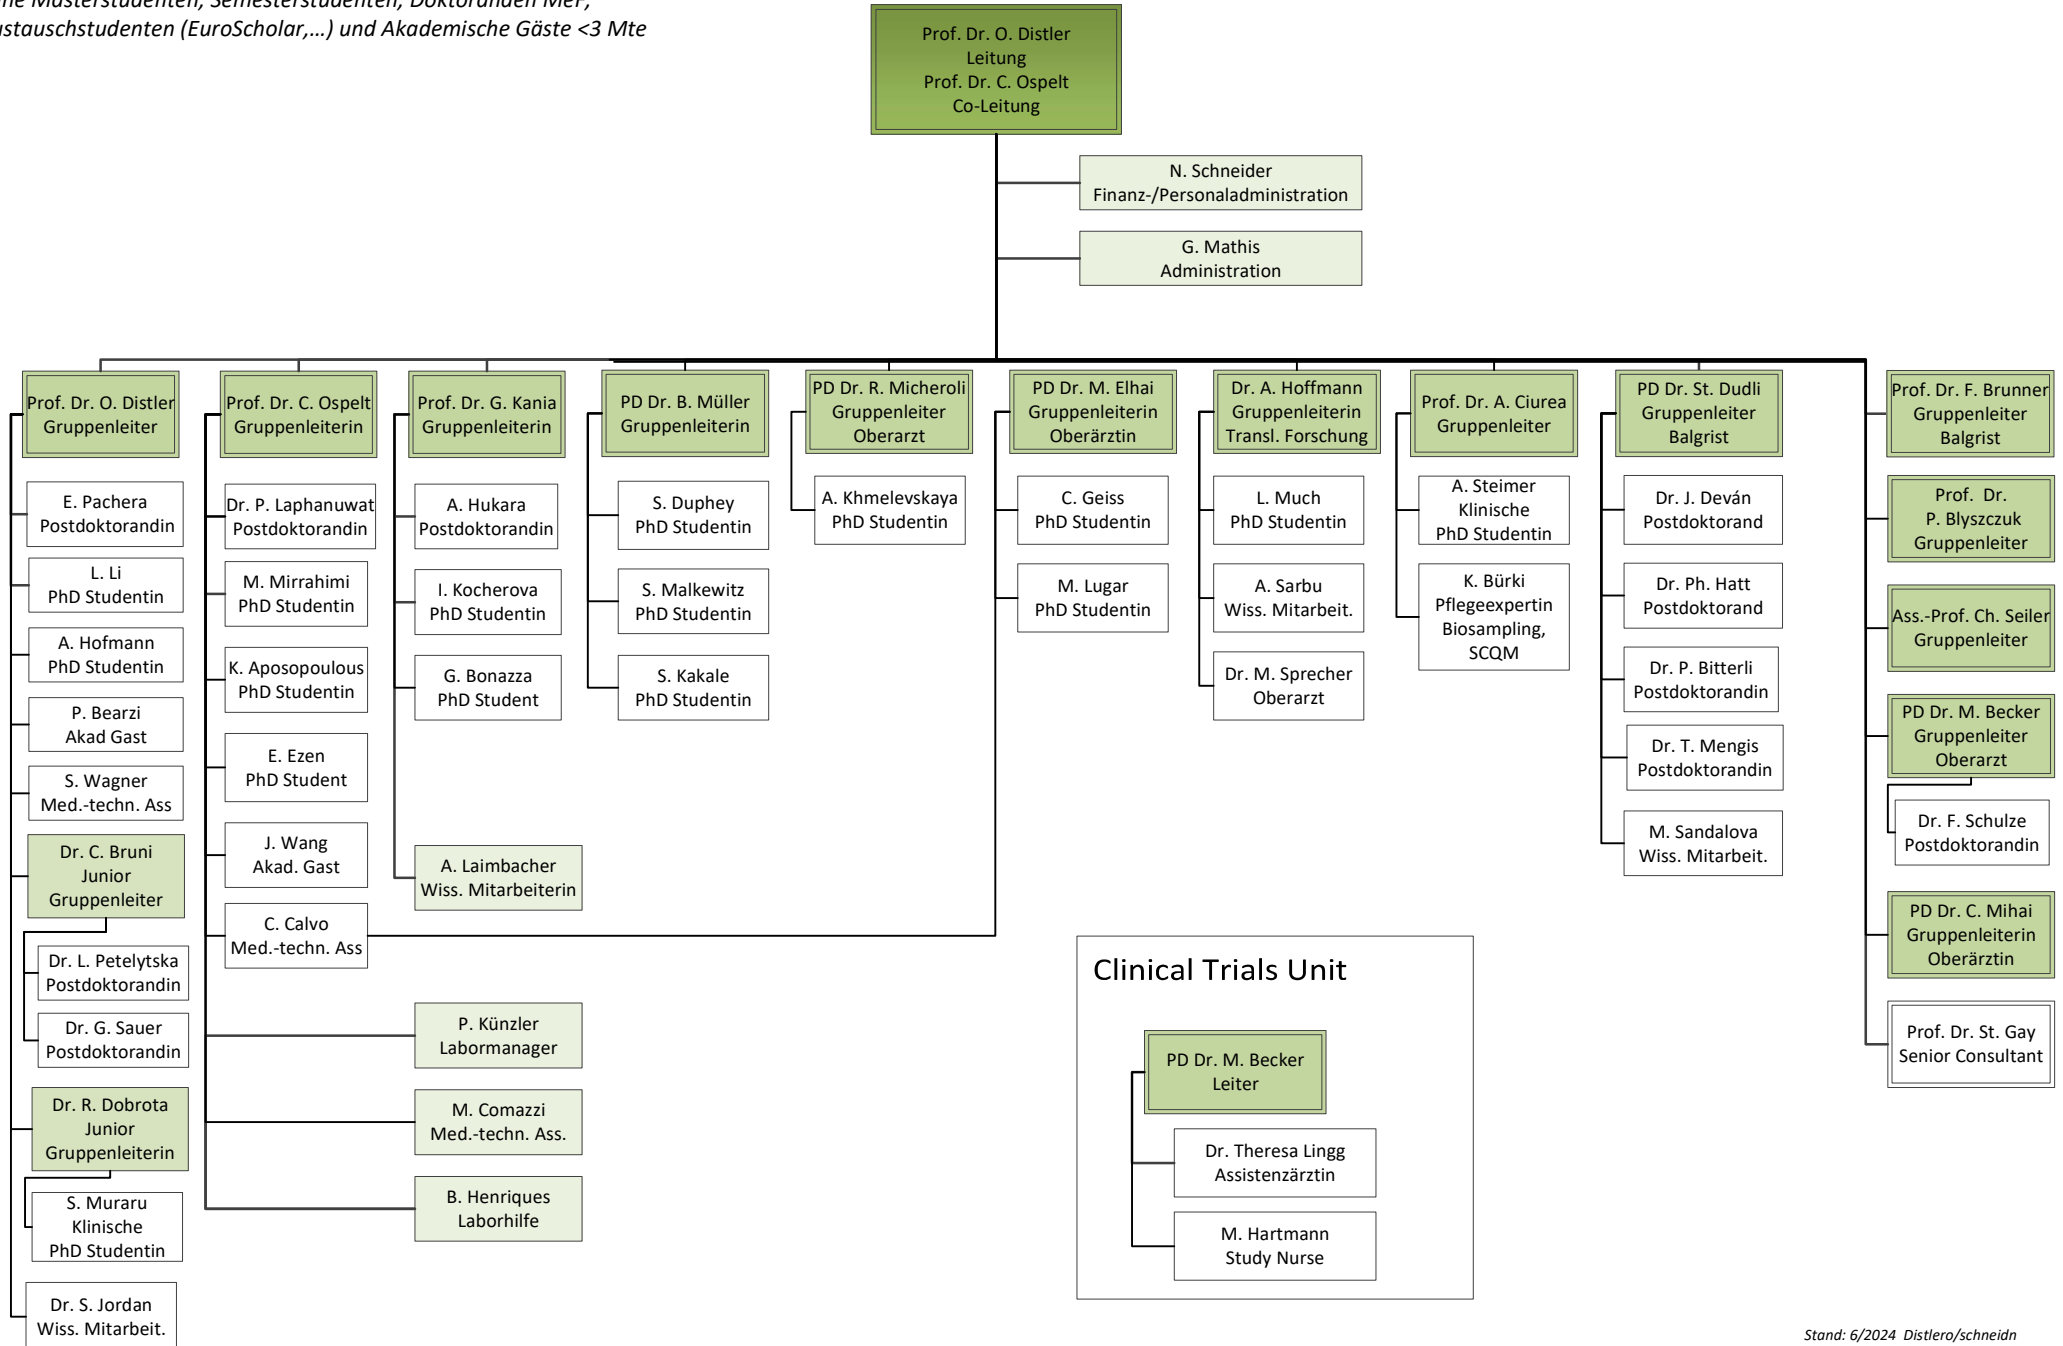 Masterstudenten, Semesterstudenten, Doktoranden MeF,
(EuroScholar,...) und Akademische Gäste <3 Mte
Prof. Dr. O. Distler
Leitung
Prof. Dr. C. Ospelt
Co-Leitung
N. Schneider
Finanz-/Personaladministration
G. Mathis
Administration
Prof. Dr. O. Distler
Gruppenleiter
E. Pachera
Postdoktorandin
L. Li
PhD Studentin
A. Hofmann
PhD Studentin
P. Bearzi
Akad Gast
S. Wagner
Med.-techn. Ass
Dr. C. Bruni
Junior
Gruppenleiter
Dr. L. Petelytska
Postdoktorandin
Dr. G. Sauer
Postdoktorandin
Dr. R. Dobrota
Junior
Gruppenleiterin
S. Muraru
Klinische
PhD Studentin
Dr. S. Jordan
Wiss. Mitarbeit.
Prof. Dr. C. Ospelt
Gruppenleiterin
Dr. P. Laphanuwat
Postdoktorandin
M. Mirrahimi
PhD Studentin
K. Aposopoulous
PhD Studentin
E. Ezen
PhD Student
J. Wang
Akad. Gast
C. Calvo
Med.-techn. Ass
P. Künzler
Labormanager
M. Comazzi
Med.-techn. Ass.
B. Henriques
Laborhilfe
Prof. Dr. G. Kania
Gruppenleiterin
A. Hukara
Postdoktorandin
I. Kocherova
PhD Studentin
G. Bonazza
PhD Student
A. Laimbacher
Wiss. Mitarbeiterin
PD Dr. B. Müller
Gruppenleiterin
S. Duphey
PhD Studentin
S. Malkewitz
PhD Studentin
S. Kakale
PhD Studentin
PD Dr. R. Micheroli
Gruppenleiter
Oberarzt
A. Khmelevskaya
PhD Studentin
PD Dr. M. Elhai
Gruppenleiterin
Oberärztin
C. Geiss
PhD Studentin
M. Lugar
PhD Studentin
Dr. A. Hoffmann
Gruppenleiterin
Transl. Forschung
L. Much
PhD Studentin
A. Sarbu
Wiss. Mitarbeit.
Dr. M. Sprecher
Oberarzt
Prof. Dr. A. Ciurea
Gruppenleiter
A. Steimer
Klinische
PhD Studentin
K. Bürki
Pflegeexpertin
Biosampling,
SCQM
PD Dr. St. Dudli
Gruppenleiter
Balgrist
Dr. J. Deván
Postdoktorand
Dr. Ph. Hatt
Postdoktorand
Dr. P. Bitterli
Postdoktorandin
Dr. T. Mengis
Postdoktorandin
M. Sandalova
Wiss. Mitarbeit.
Prof. Dr. F. Brunner
Gruppenleiter
Balgrist
Prof. Dr.
P. Blyszczuk
Gruppenleiter
Ass.-Prof. Ch. Seiler
Gruppenleiter
PD Dr. M. Becker
Gruppenleiter
Oberarzt
Dr. F. Schulze
Postdoktorandin
PD Dr. C. Mihai
Gruppenleiterin
Oberärztin
Prof. Dr. St. Gay
Senior Consultant
Clinical Trials Unit
PD Dr. M. Becker
Leiter
Dr. Theresa Lingg
Assistenzärztin
M. Hartmann
Study Nurse
Stand: 6/2024 Distlero/schneidn